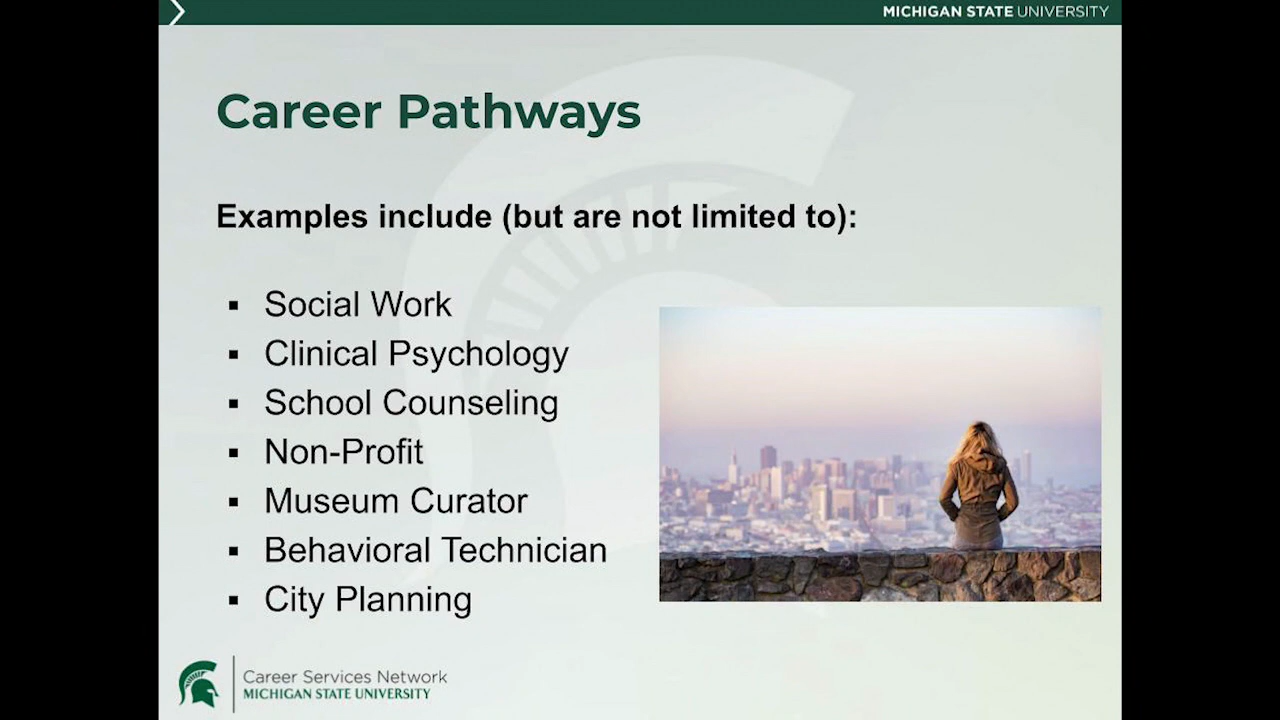 MICHIGAN STATE UNIVERSITY
Career Pathways
Examples include (but are not limited to):
▪ Social Work
▪ Clinical Psychology
▪ School Counseling
▪ Non-Profit
▪ Museum Curator
▪ Behavioral Technician
▪ City Planning
Career Services Network
MICHIGAN STATE UNIVERSITY